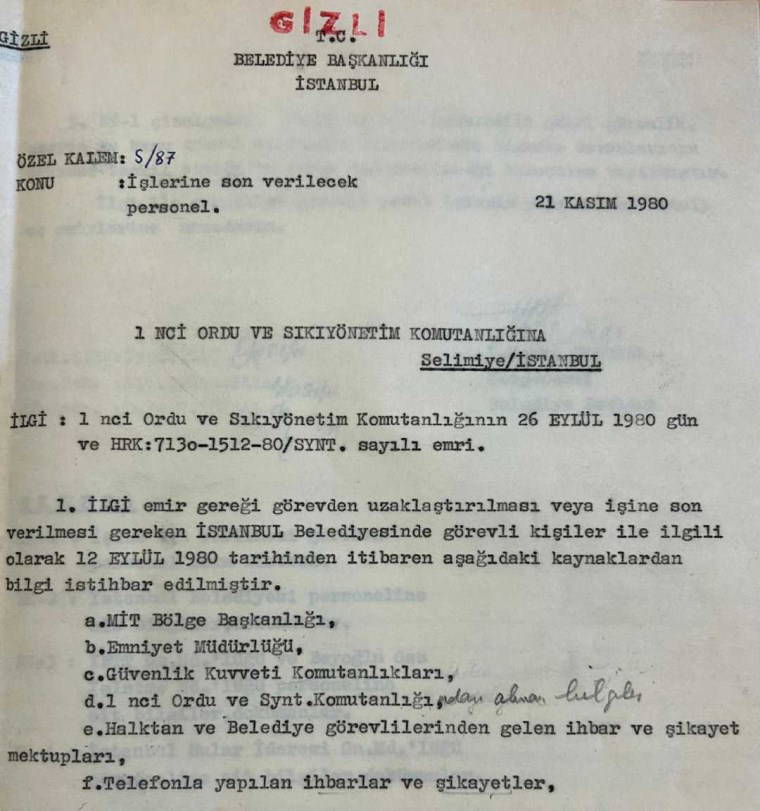 GİZLİ
GİZLİ
T.C.
BELEDİYE BAŞKANLIĞI
İSTANBUL
ÖZEL KALEM: S/87
KONU :İşlerine son verilecek
personel.
21 KASIM 1980
1 NCİ ORDU VE SIKIYÖNETİM KOMUTANLIĞINA
Selimiye/İSTANBUL
İLGİ : 1 nci Ordu ve Sıkıyönetim Komutanlığının 26 EYLÜL 1980 gün
ve HRK:713o-1512-80/SYNT. sayılı emri.
1. İLGİ emir gereği görevden uzaklaştırılması veya işine son
verilmesi gereken İSTANBUL Belediyesinde görevli kişiler ile ilgili
olarak 12 EYLÜL 1980 tarihinden itibaren aşağıdaki kaynaklardan
bilgi istihbar edilmiştir.
a.MİT Bölge Başkanlığı,
b.Emniyet Müdürlüğü,
c.Güvenlik Kuvveti Komutanlıkları,
d.1 nci Ordu ve Synt.Komutanlığı,ndan alınan bilgiler
e.Halktan ve Belediye görevlilerinden gelen ihbar ve şikayet
mektupları,
f.Telefonla yapılan ihbarlar ve şikayetler,